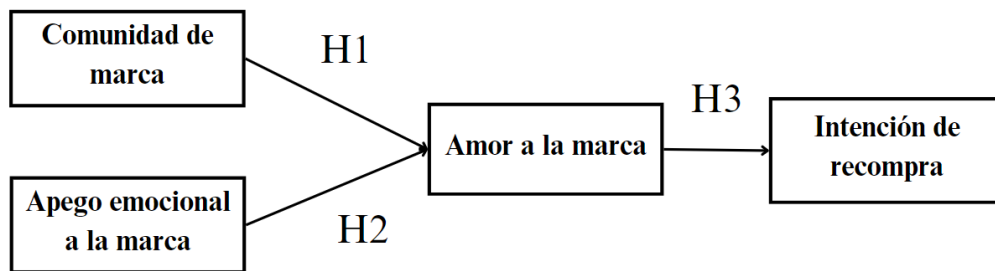 Comunidad de
marca
H1
Apego emocional
a la marca
H2
Amor a la marca
H3
Intención de
recompra